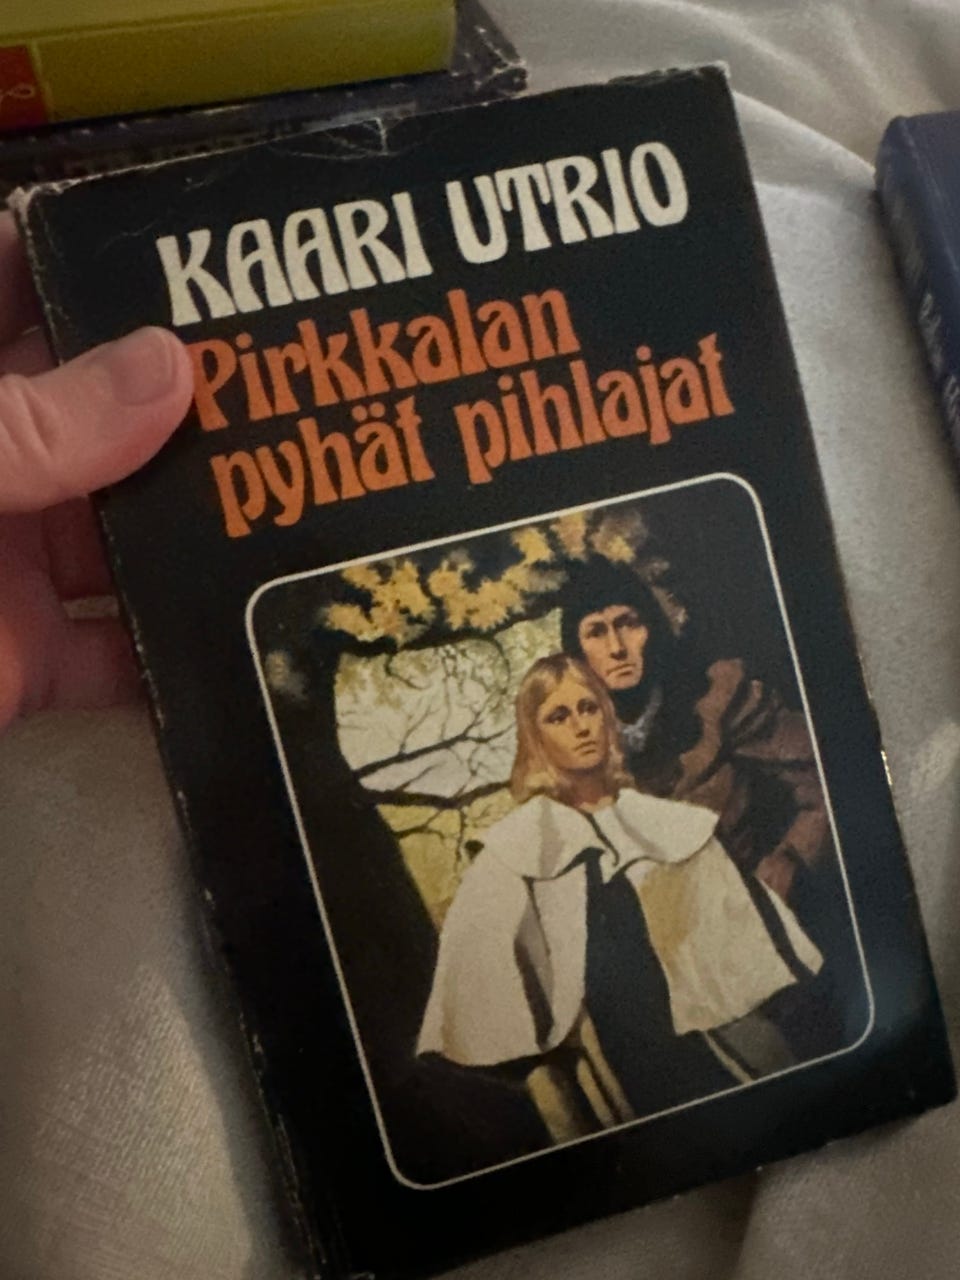 KAARI UTRIO
Pirkkalan
pyhät pihlajat